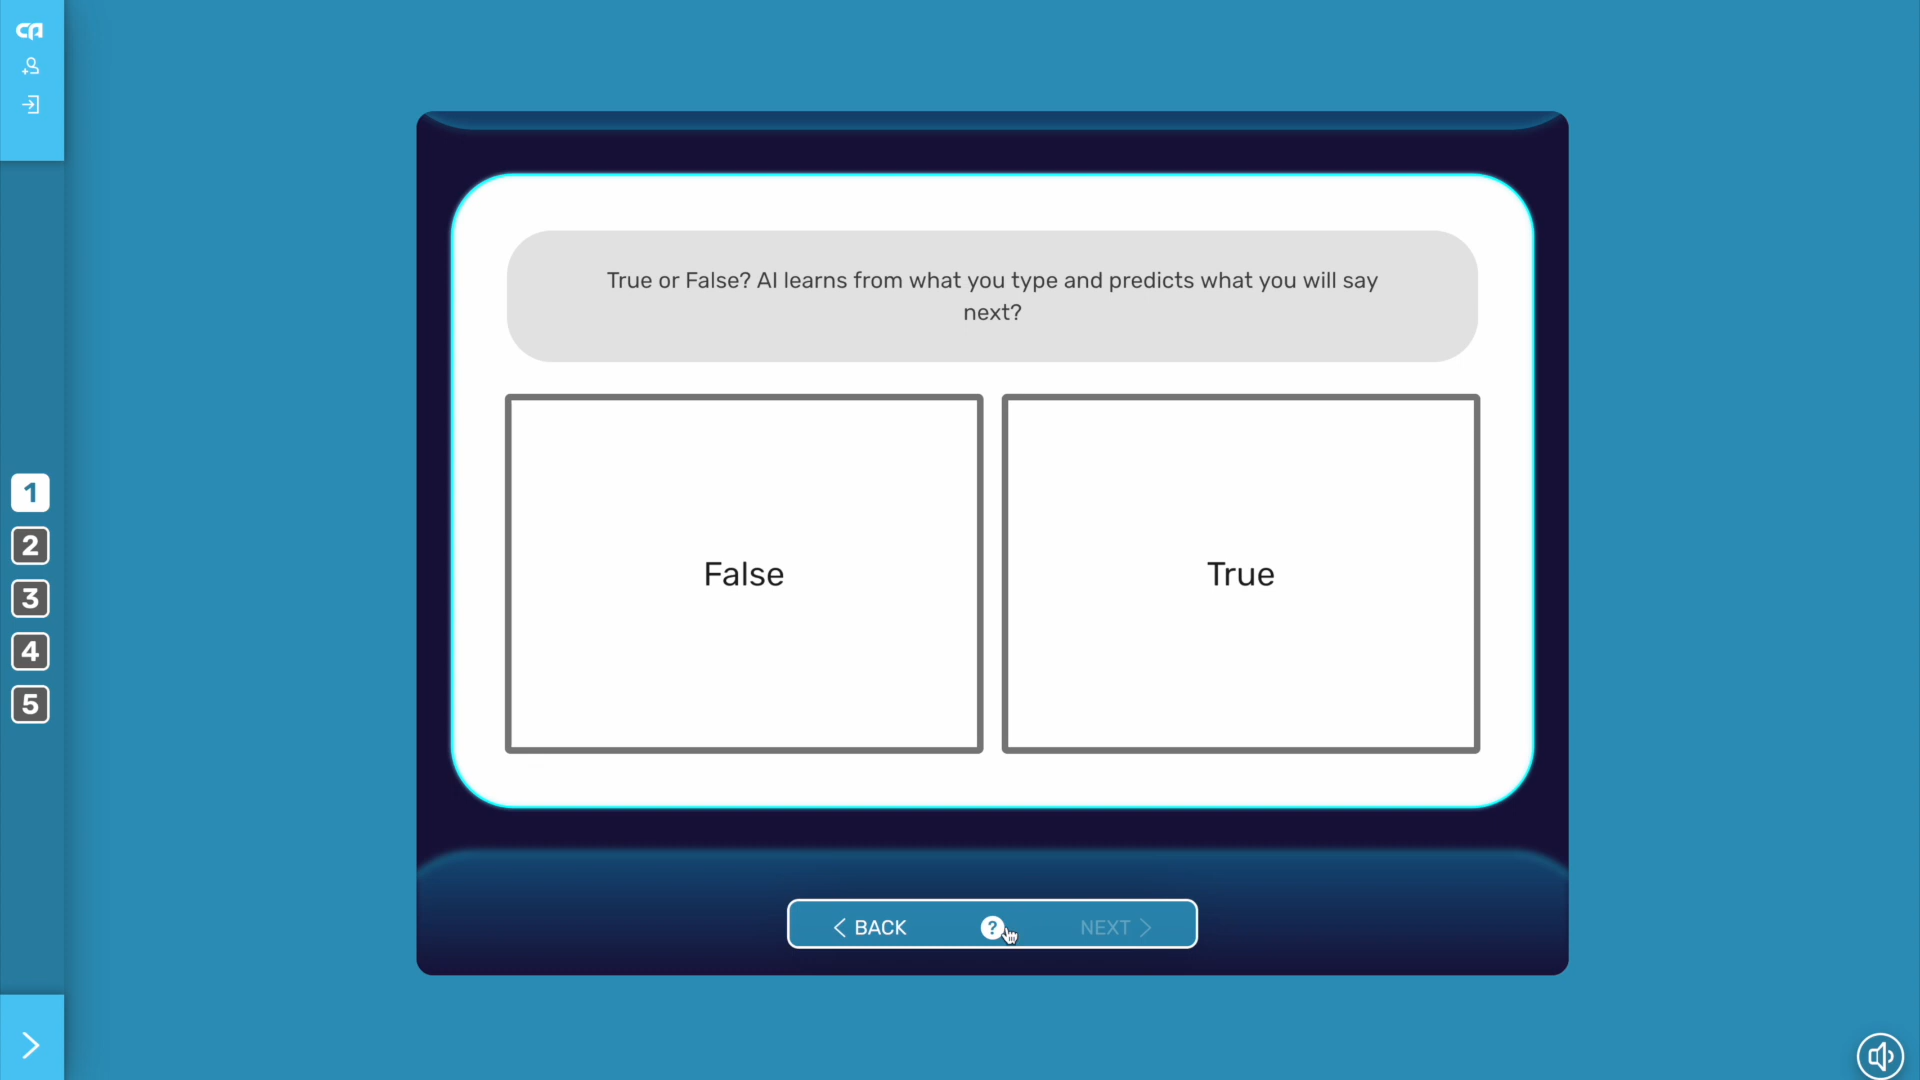 CA
True or False? AI learns from what you type and predicts what you will say
next?
False
True
1
2
3
4
5
BACK
?
NEXT